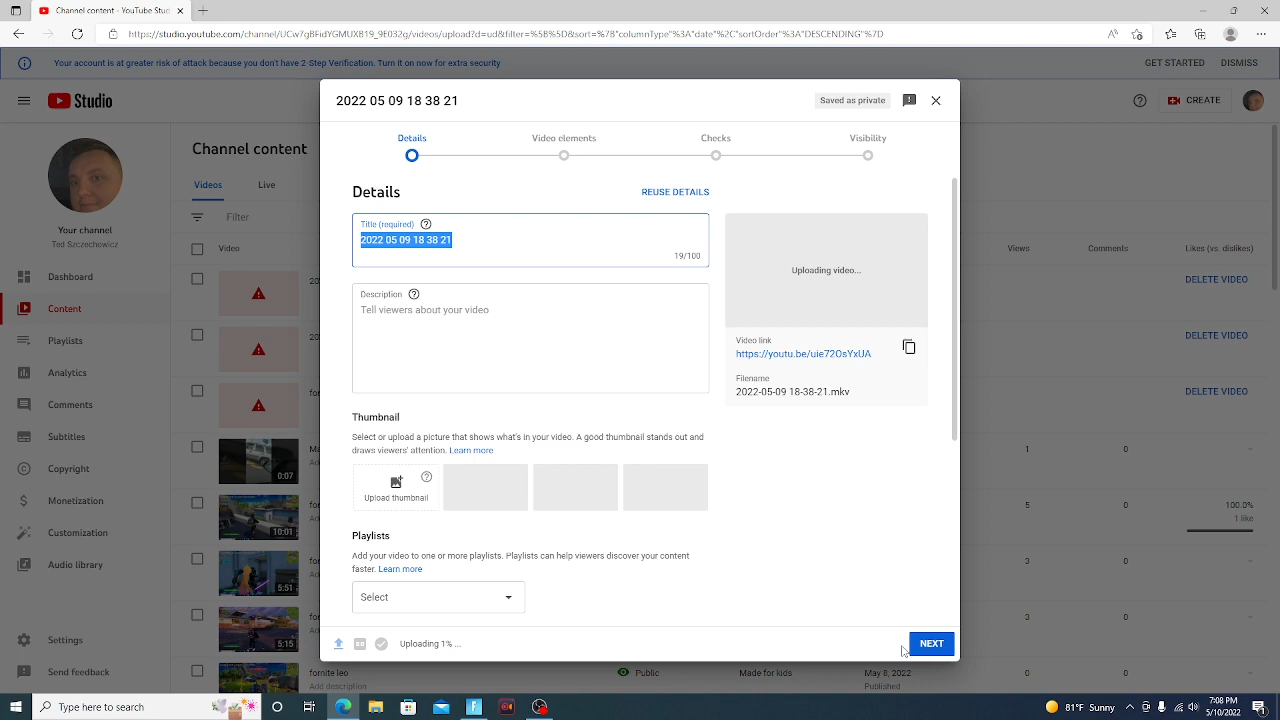 Channel content - YouTube Studio
https://studio.youtube.com/channel/UCw7gBFidYGMUXB19_9E03Zg/videos/upload?d=ud&filter=%5B%5D&sort=%7B"columnType"%3A"date"%2C"sortOrder"%3A"DESCENDING"%7D
Your account is at greater risk of attack because you don't have 2-Step Verification. Turn it on now for extra security
GET STARTED
DISMISS
Studio
CREATE
2022 05 09 18 38 21
Saved as private
Details
Video elements
Checks
Visibility
Channel content
Videos
Live
Filter
Video
Views
Comments
Likes (vs. dislikes)
Your channel
Ted Szczechowicz
Dashboard
Content
Playlists
Analytics
Comments
Subtitles
Copyright
Monetization
Customization
Audio library
Settings
Send feedback
Details
REUSE DETAILS
Title (required)
2022 05 09 18 38 21
19/100
Description
Tell viewers about your video
Uploading video...
Video link
https://youtu.be/uie72OsYxUA
Filename
2022-05-09 18-38-21.mkv
Thumbnail
Select or upload a picture that shows what's in your video. A good thumbnail stands out and
draws viewers' attention. Learn more
Upload thumbnail
Playlists
Add your video to one or more playlists. Playlists can help viewers discover your content
faster. Learn more
Select
Uploading 1% ...
NEXT
DELETE VIDEO
DELETE VIDEO
DELETE VIDEO
0:07
1
0
-
10:01
5
0
100.0%
1 like
5:51
3
0
-
5:15
3
0
-
fornite leo
Add description
Public
Made for kids
May 8, 2022
Published
0
0
-
Type here to search
81°F Sunny
7:08 PM
5/10/2022